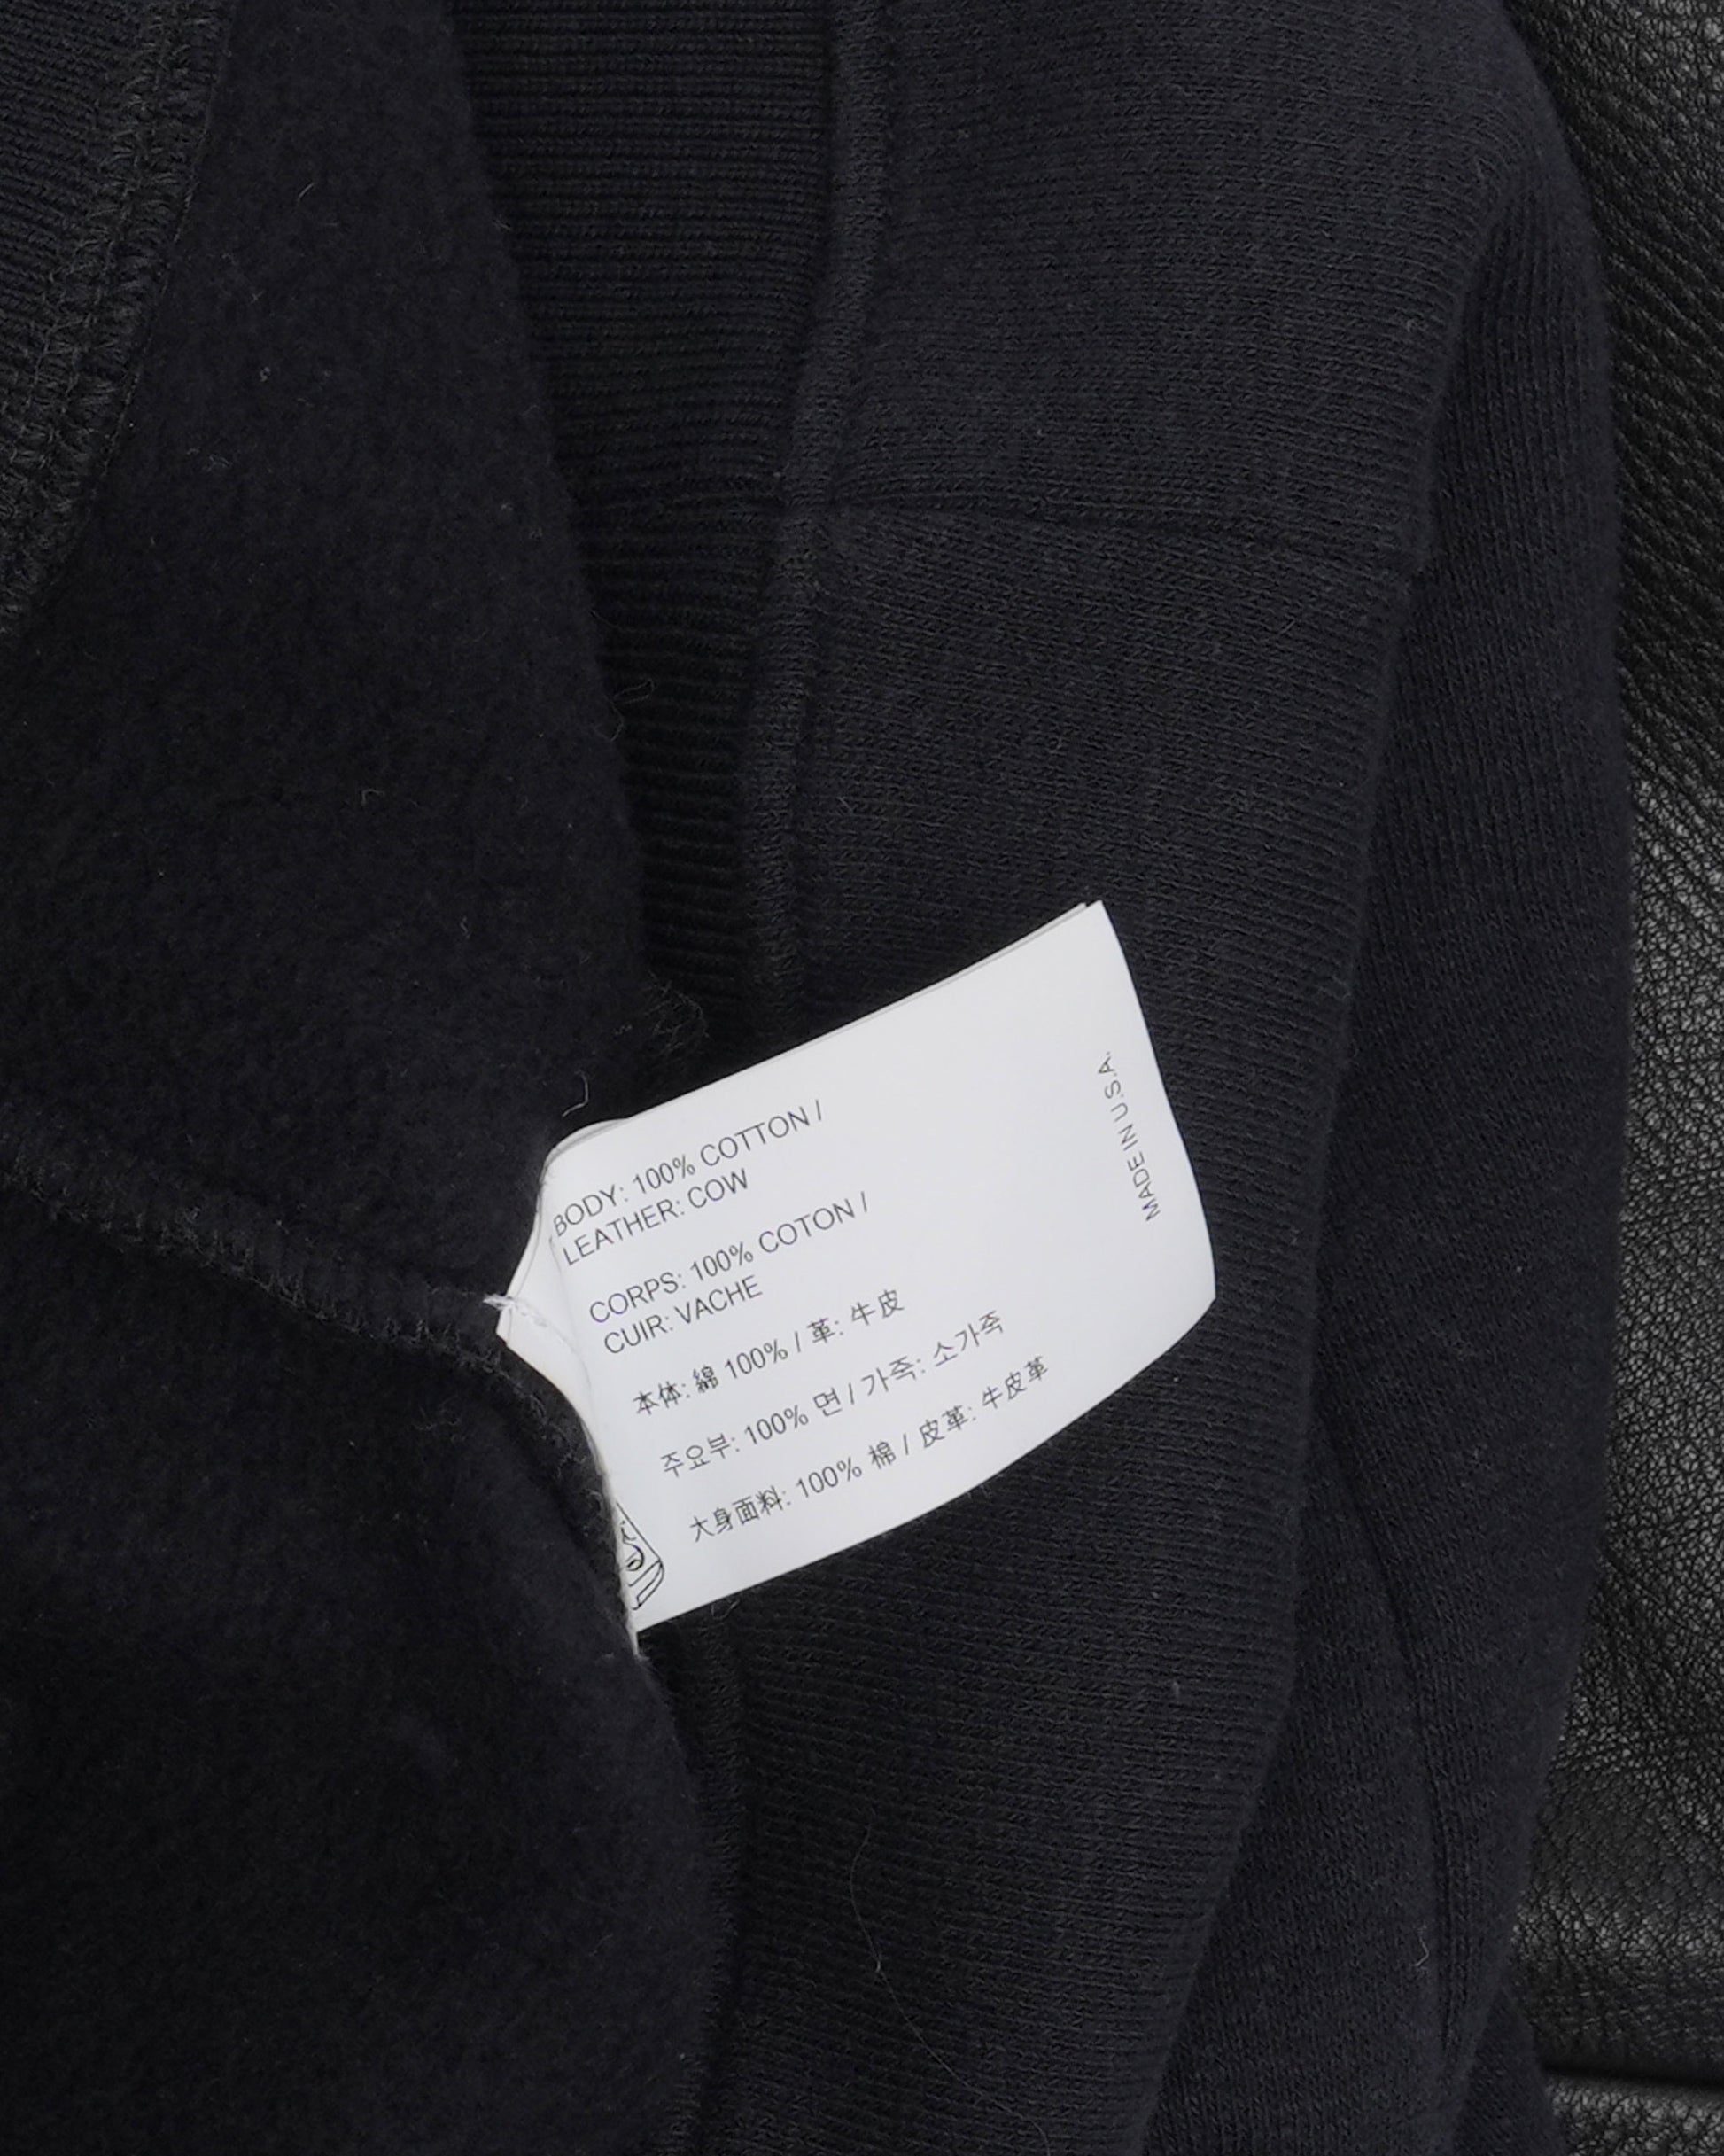 BODY: 100% COTTON /
LEATHER: COW
CORPS: 100% COTON /
CUIR: VACHE
本体: 綿 100% / 革: 牛皮
주요부: 100% 면 / 가죽: 소가죽
大身面料: 100% 棉 / 皮革: 牛皮革
MADE IN U.S.A.